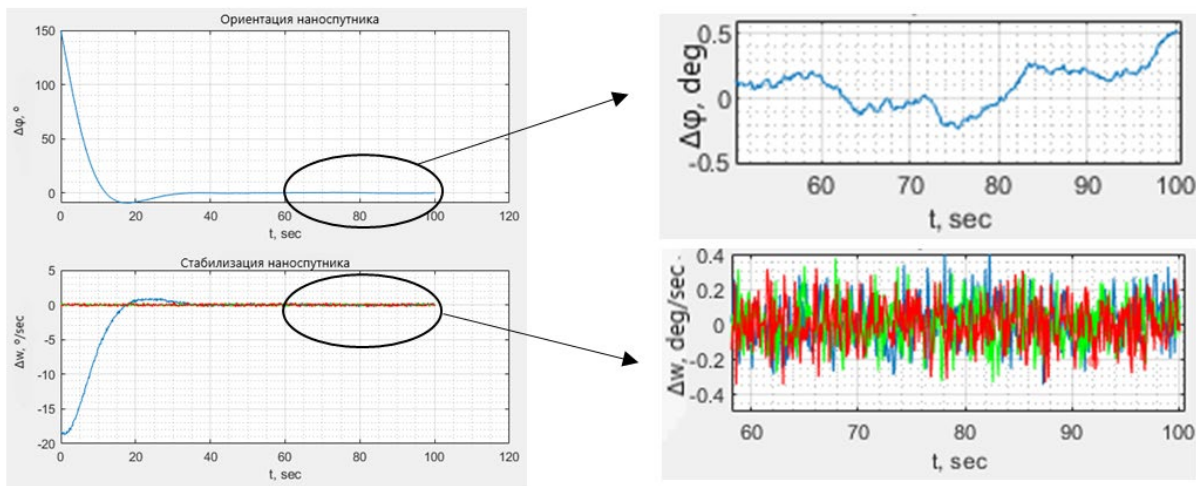 Ориентация наноспутника
150
100
50
0
Δφ, °
0 20 40 60 80 100 120
t, sec
Стабилизация наноспутника
5
0
-5
-10
-15
-20
Δw, °/sec
0 20 40 60 80 100 120
t, sec
0.5
0
-0.5
Δφ, deg
60 70 80 90 100
t, sec
0.4
0.2
0
-0.2
-0.4
Δw, deg/sec
60 70 80 90 100
t, sec